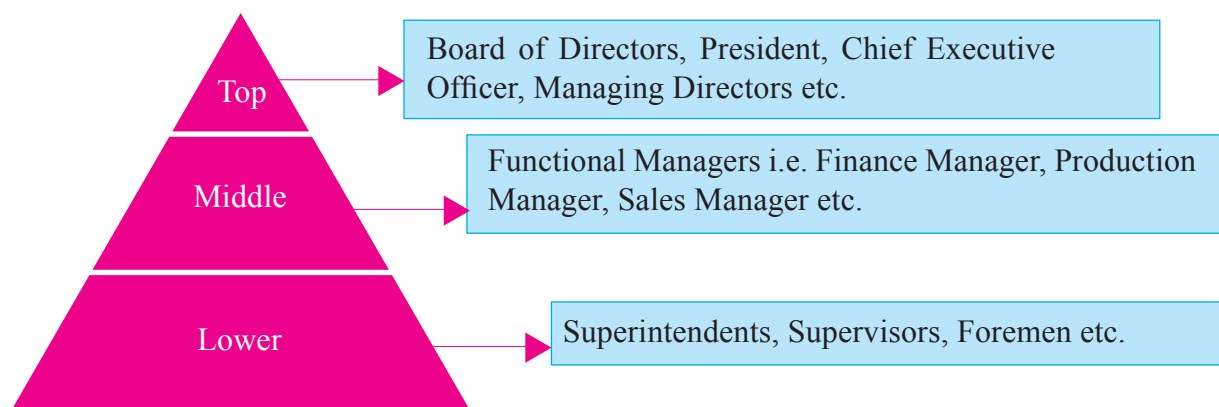 Top
Board of Directors, President, Chief Executive
Officer, Managing Directors etc.
Middle
Functional Managers i.e. Finance Manager, Production
Manager, Sales Manager etc.
Lower
Superintendents, Supervisors, Foremen etc.